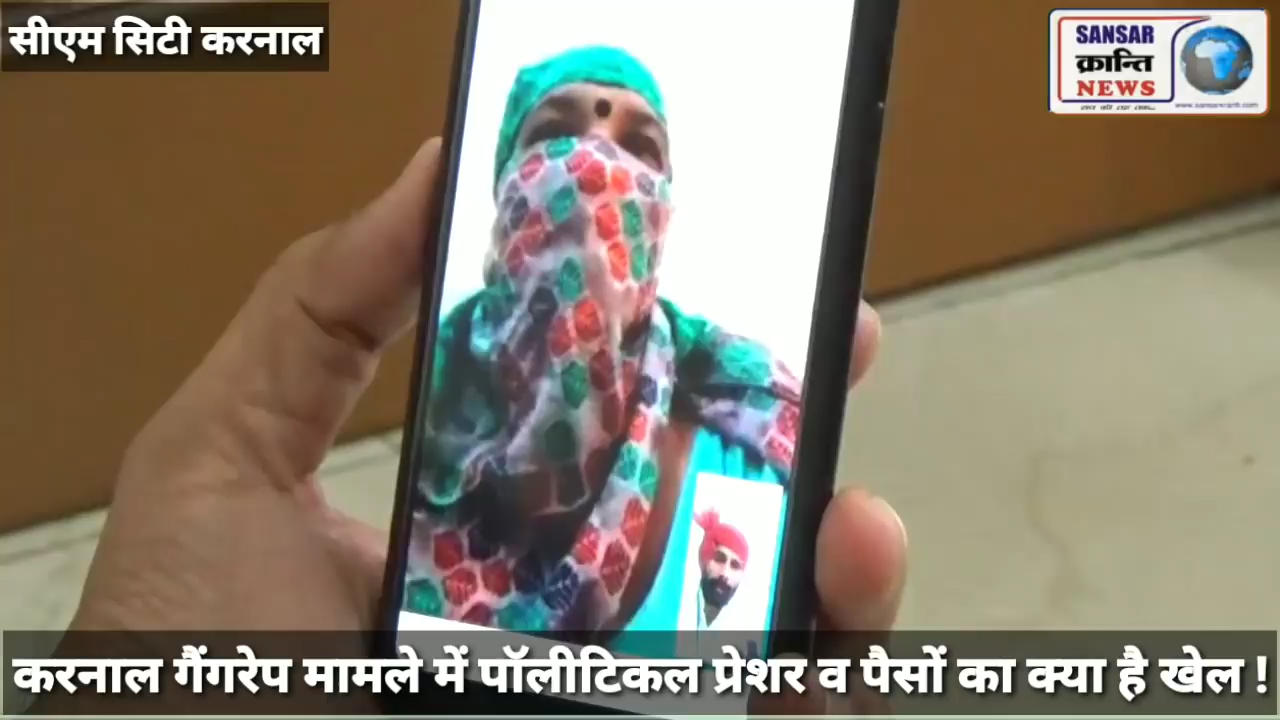 सीएम सिटी करनाल
SANSAR
क्रान्ति
NEWS
करनाल गैंगरेप मामले में पॉलीटिकल प्रेशर व पैसों का क्या है खेल !